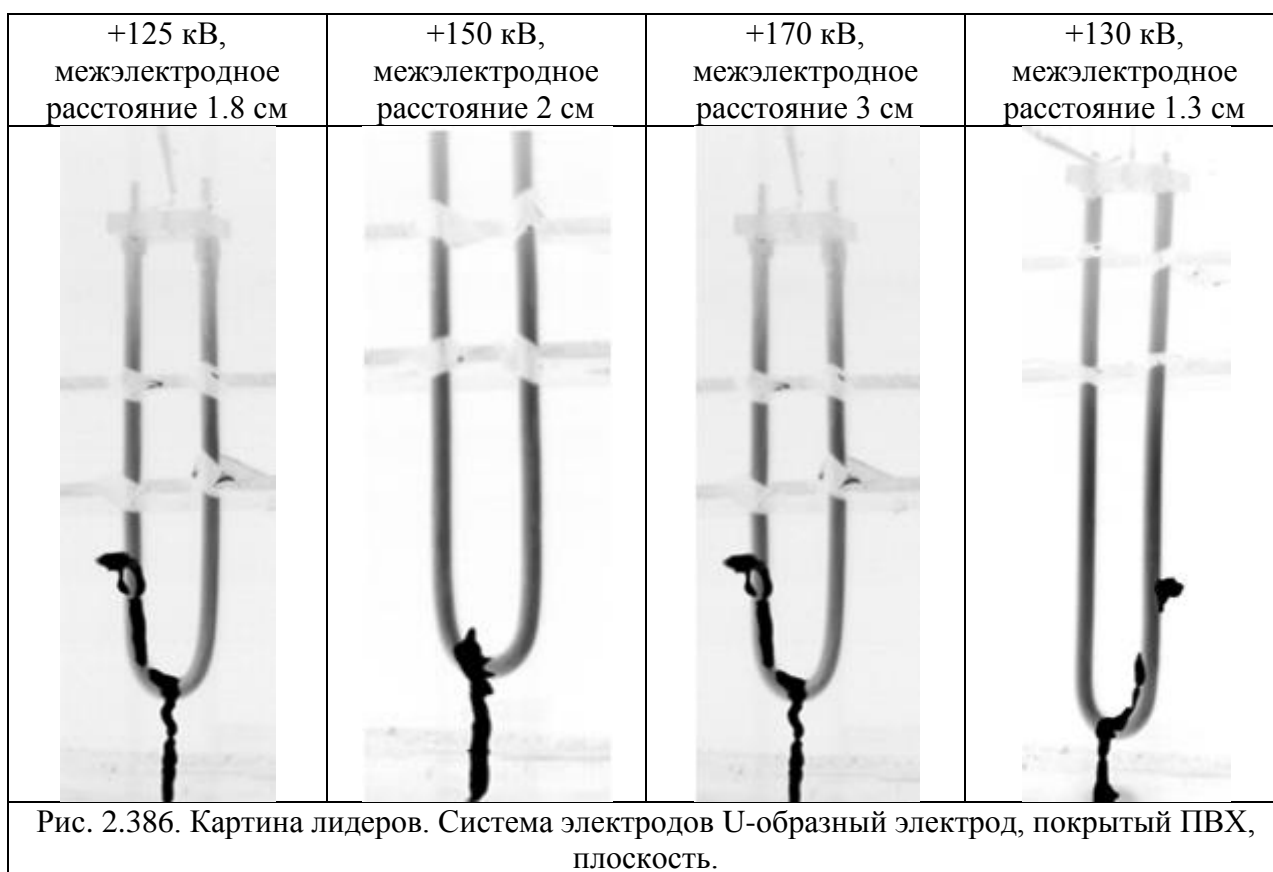 +125 кВ,
межэлектродное
расстояние 1.8 см
+150 кВ,
межэлектродное
расстояние 2 см
+170 кВ,
межэлектродное
расстояние 3 см
+130 кВ,
межэлектродное
расстояние 1.3 см
Рис. 2.386. Картина лидеров. Система электродов U-образный электрод, покрытый ПВХ,
плоскость.